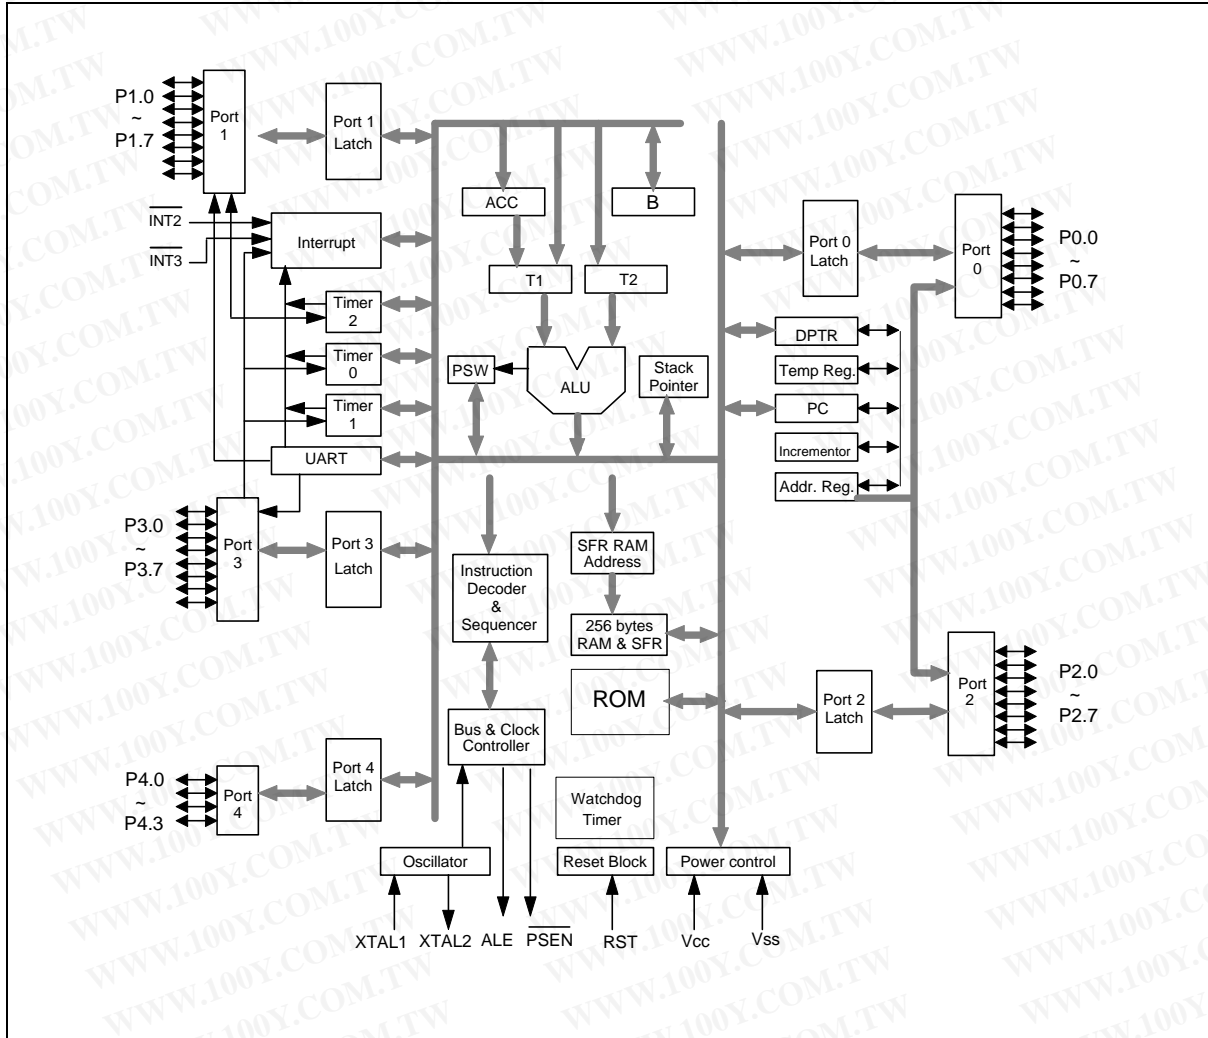 P1.0
~
P1.7
Port
1
Port 1
Latch
INT2
INT3
Interrupt
ACC
B
T1
T2
Timer
2
Timer
0
Timer
1
UART
PSW
ALU
Stack
Pointer
Port 0
Latch
Port
0
P0.0
~
P0.7
DPTR
Temp Reg.
PC
Incrementor
Addr. Reg.
P3.0
~
P3.7
Port
3
Port 3
Latch
Instruction
Decoder
&
Sequencer
SFR RAM
Address
256 bytes
RAM & SFR
ROM
Bus & Clock
Controller
Port 2
Latch
Port
2
P2.0
~
P2.7
P4.0
~
P4.3
Port
4
Port 4
Latch
Watchdog
Timer
Oscillator
Reset Block
Power control
XTAL1
XTAL2
ALE
PSEN
RST
Vcc
Vss
WWW.100Y.COM.TW